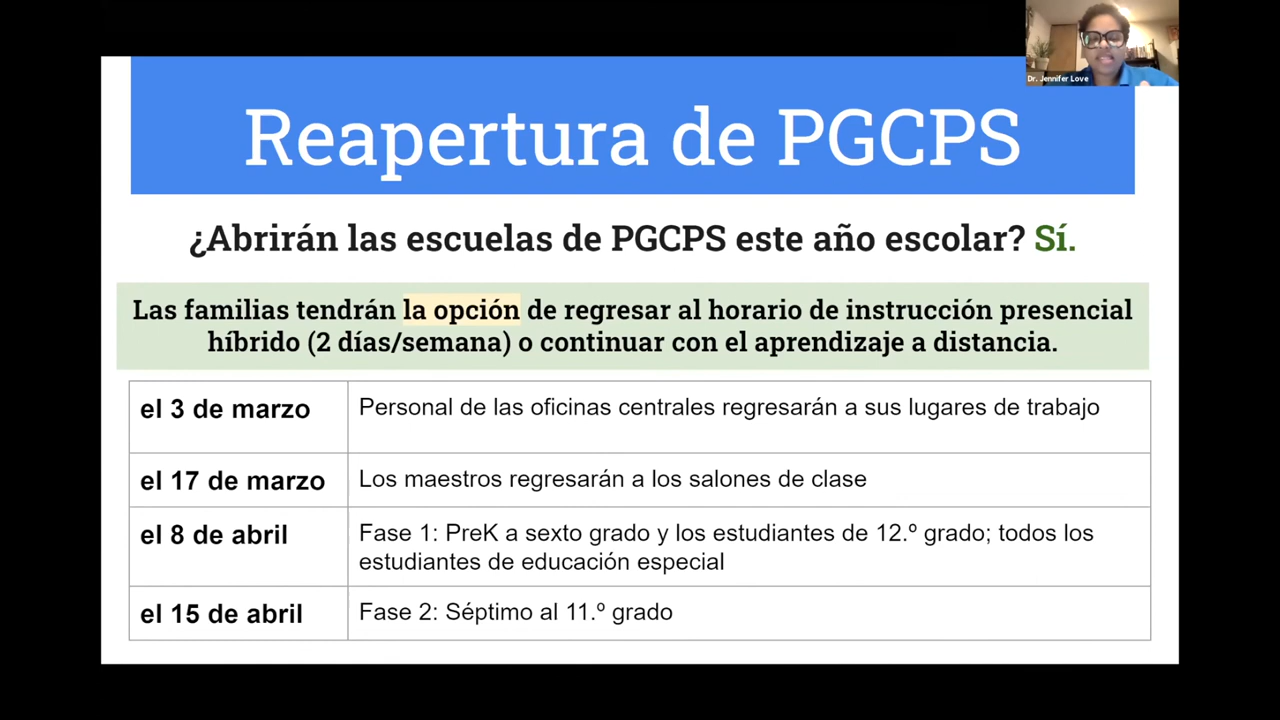 Dr. Jennifer Love
Reapertura de PGCPS
¿Abrirán las escuelas de PGCPS este año escolar? Sí.
Las familias tendrán la opción de regresar al horario de instrucción presencial
híbrido (2 días/semana) o continuar con el aprendizaje a distancia.
el 3 de marzo
Personal de las oficinas centrales regresarán a sus lugares de trabajo
el 17 de marzo
Los maestros regresarán a los salones de clase
el 8 de abril
Fase 1: PreK a sexto grado y los estudiantes de 12.º grado; todos los
estudiantes de educación especial
el 15 de abril
Fase 2: Séptimo al 11.º grado